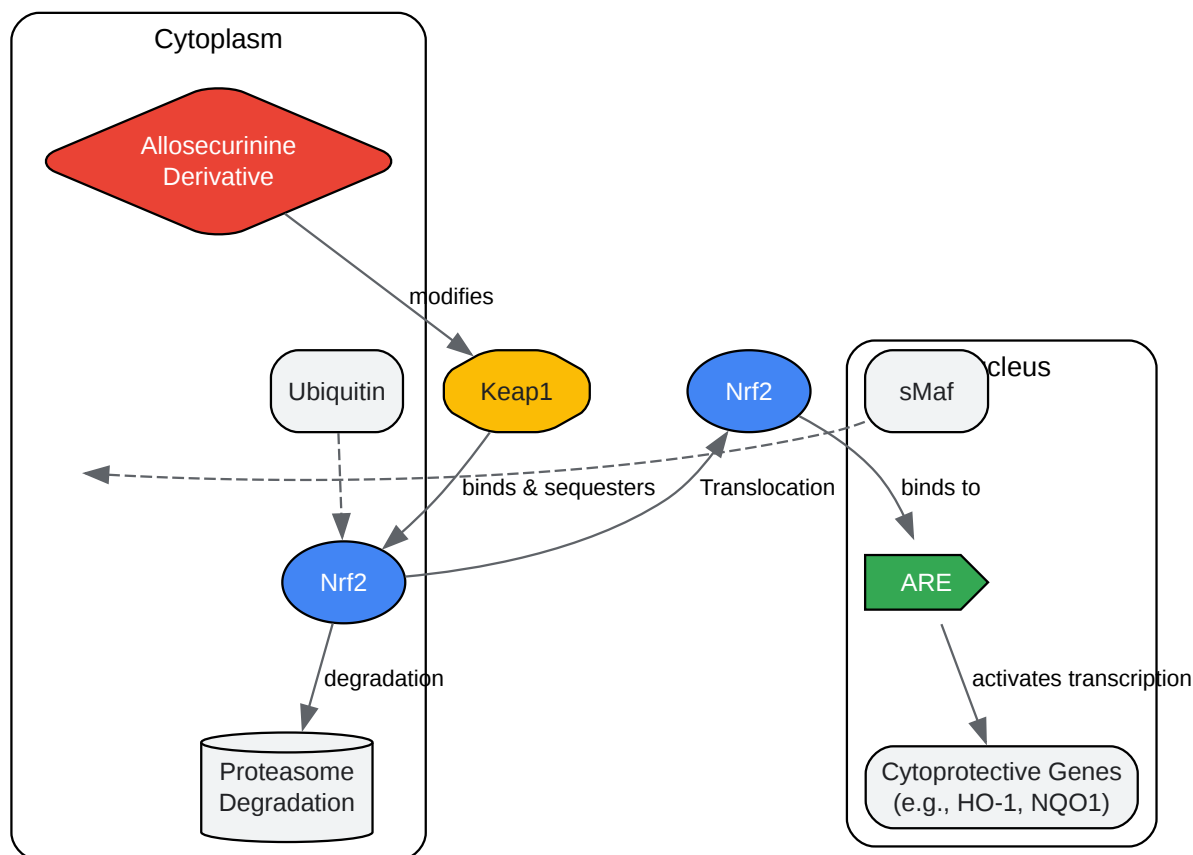 Cytoplasm
Allosecurinine
Derivative
modifies
Ubiquitin
Keap1
Nrf2
sMaf
cleus
binds & sequesters
Translocation
binds to
Nrf2
ARE
degradation
activates transcription
Proteasome
Degradation
Cytoprotective Genes
(e.g., HO-1, NQO1)